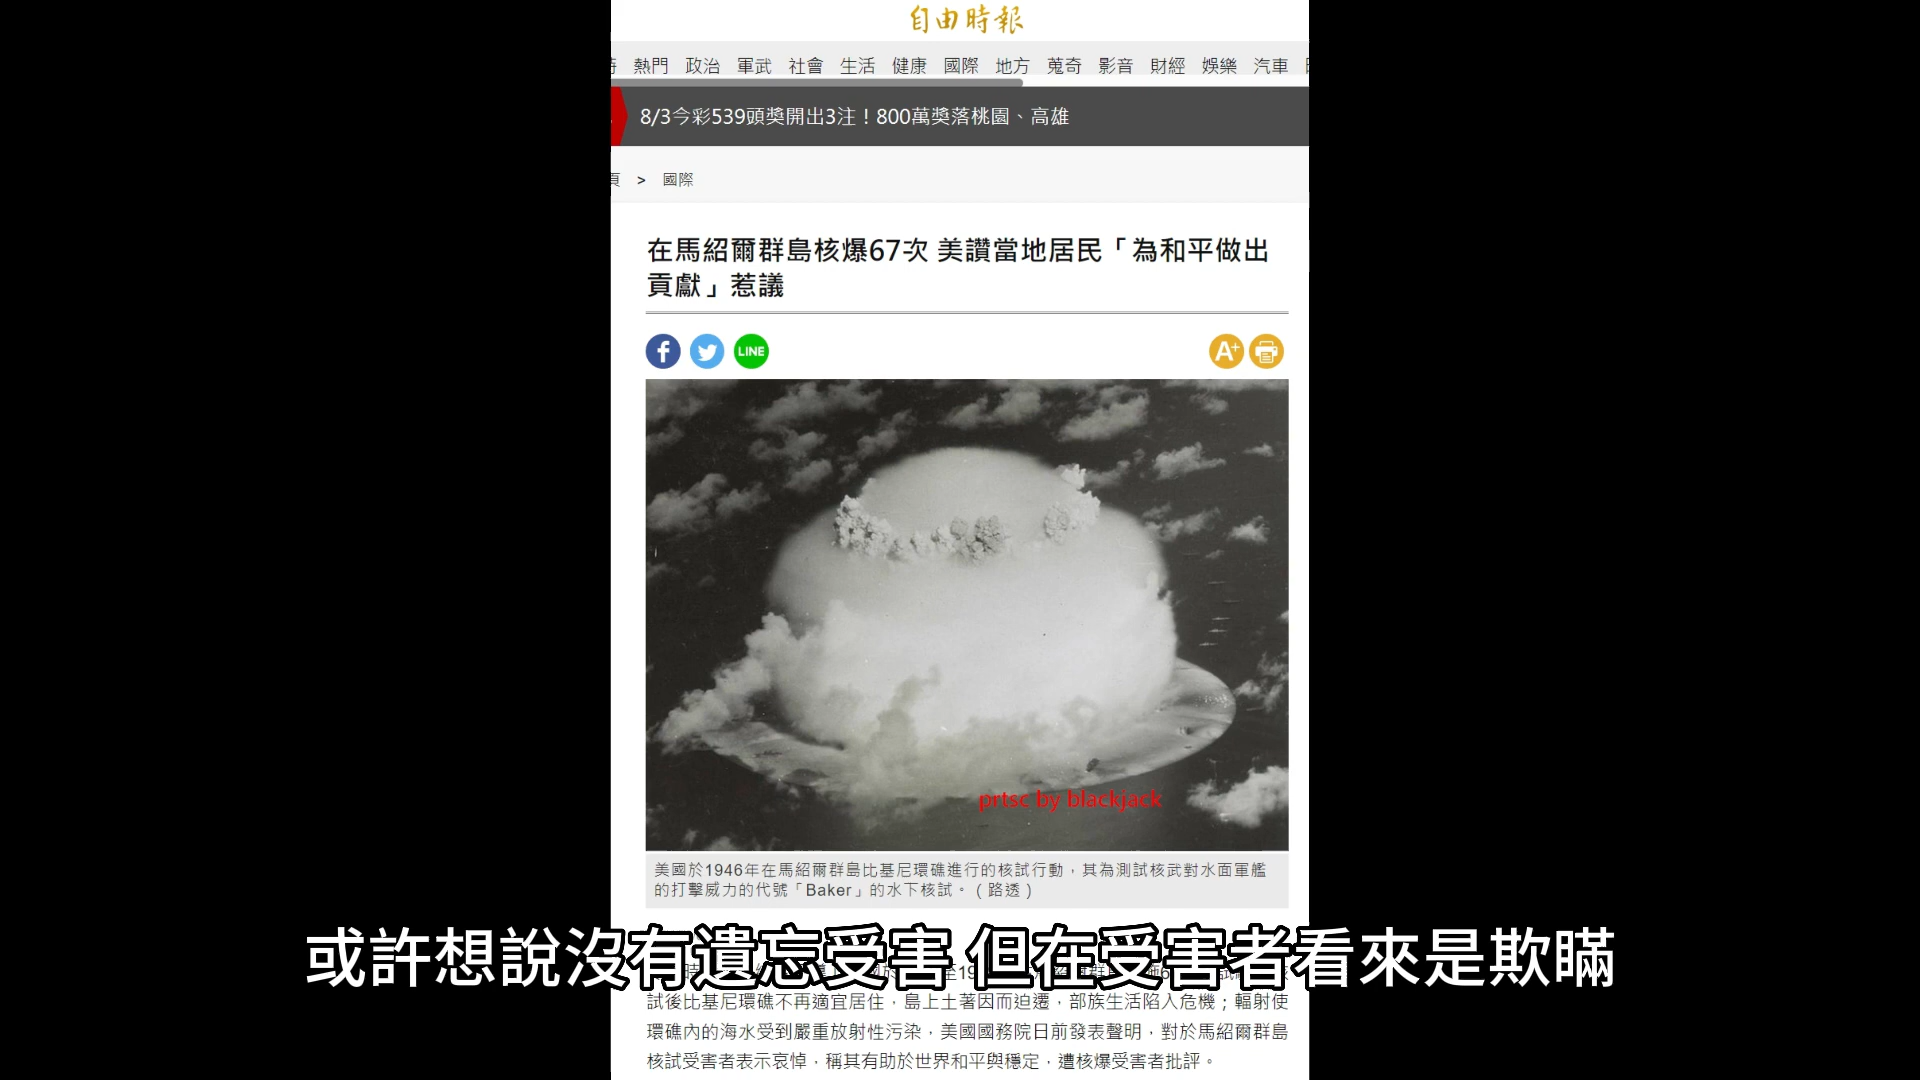 自由時報
熱門 政治 軍武 社會 生活 健康 國際 地方 蒐奇 影音 財經 娛樂 汽車
8/3今彩539頭獎開出3注！800萬獎落桃園、高雄
頁 > 國際
在馬紹爾群島核爆67次 美讚當地居民「為和平做出
貢獻」惹議
LINE
A+
prtsc by blackjack
美國於1946年在馬紹爾群島比基尼環礁進行的核試行動，其為測試核武對水面軍艦
的打擊威力的代號「Baker」的水下核試。（路透）
或許想說沒有遺忘受害 但在受害者看來是欺瞞
試後比基尼環礁不再適宜居住，島上土著因而迫遷，部族生活陷入危機；輻射使
環礁內的海水受到嚴重放射性污染，美國國務院日前發表聲明，對於馬紹爾群島
核試受害者表示哀悼，稱其有助於世界和平與穩定，遭核爆受害者批評。